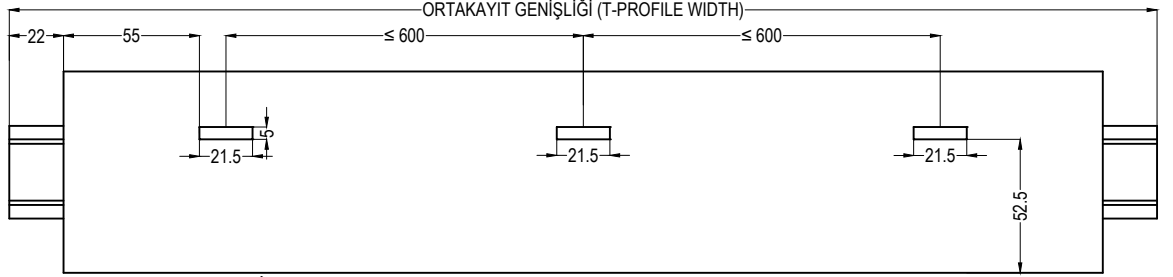 ORTAKAYIT GENİŞLİĞİ (T-PROFILE WIDTH)
22 55 ≤ 600 ≤ 600
5
21.5 21.5 21.5
52.5